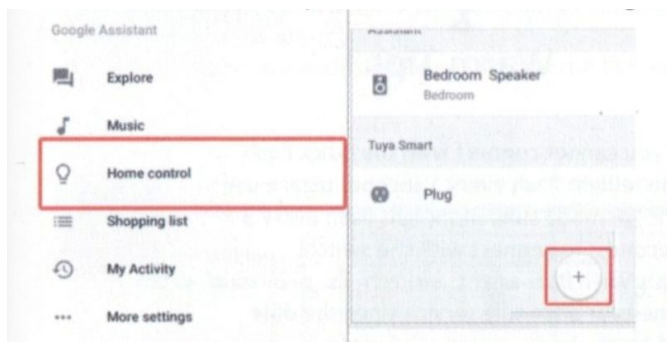 Google Assistant
Explore
Music
Home control
Shopping list
My Activity
More settings
Bedroom Speaker
Bedroom
Tuya Smart
Plug
+